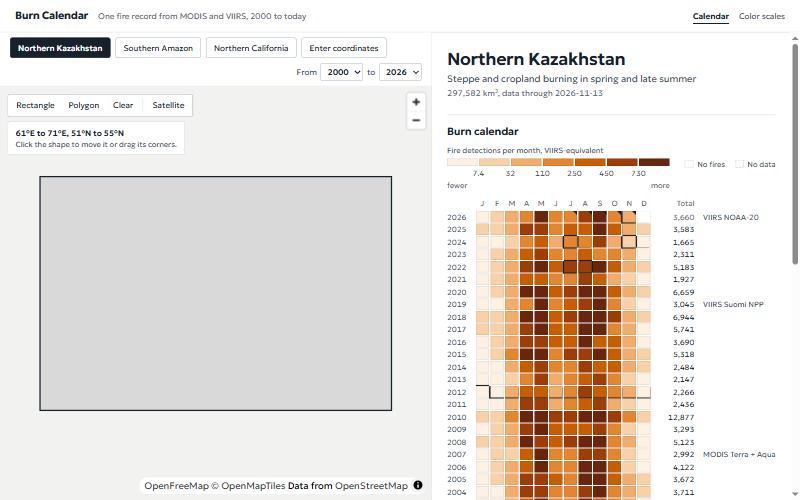 Burn Calendar
One fire record from MODIS and VIIRS, 2000 to today
Calendar
Color scales
Northern Kazakhstan
Southern Amazon
Northern California
Enter coordinates
From 2000 to 2026
Rectangle
Polygon
Clear
Satellite
+
−
61°E to 71°E, 51°N to 55°N
Click the shape to move it or drag its corners.
OpenFreeMap © OpenMapTiles Data from OpenStreetMap
Northern Kazakhstan
Steppe and cropland burning in spring and late summer
297,582 km², data through 2026-11-13
Burn calendar
Fire detections per month, VIIRS-equivalent
7.4 32 110 250 450 730
fewer more
No fires
No data
J F M A M J J A S O N D Total
2026 3,660 VIIRS NOAA-20
2025 3,583
2024 1,665
2023 2,311
2022 5,183
2021 1,927
2020 6,659
2019 3,045 VIIRS Suomi NPP
2018 6,944
2017 5,741
2016 3,690
2015 5,318
2014 2,484
2013 2,147
2012 2,266
2011 2,436
2010 12,877
2009 3,293
2008 5,123
2007 2,992 MODIS Terra + Aqua
2006 4,122
2005 3,672
2004 3,711